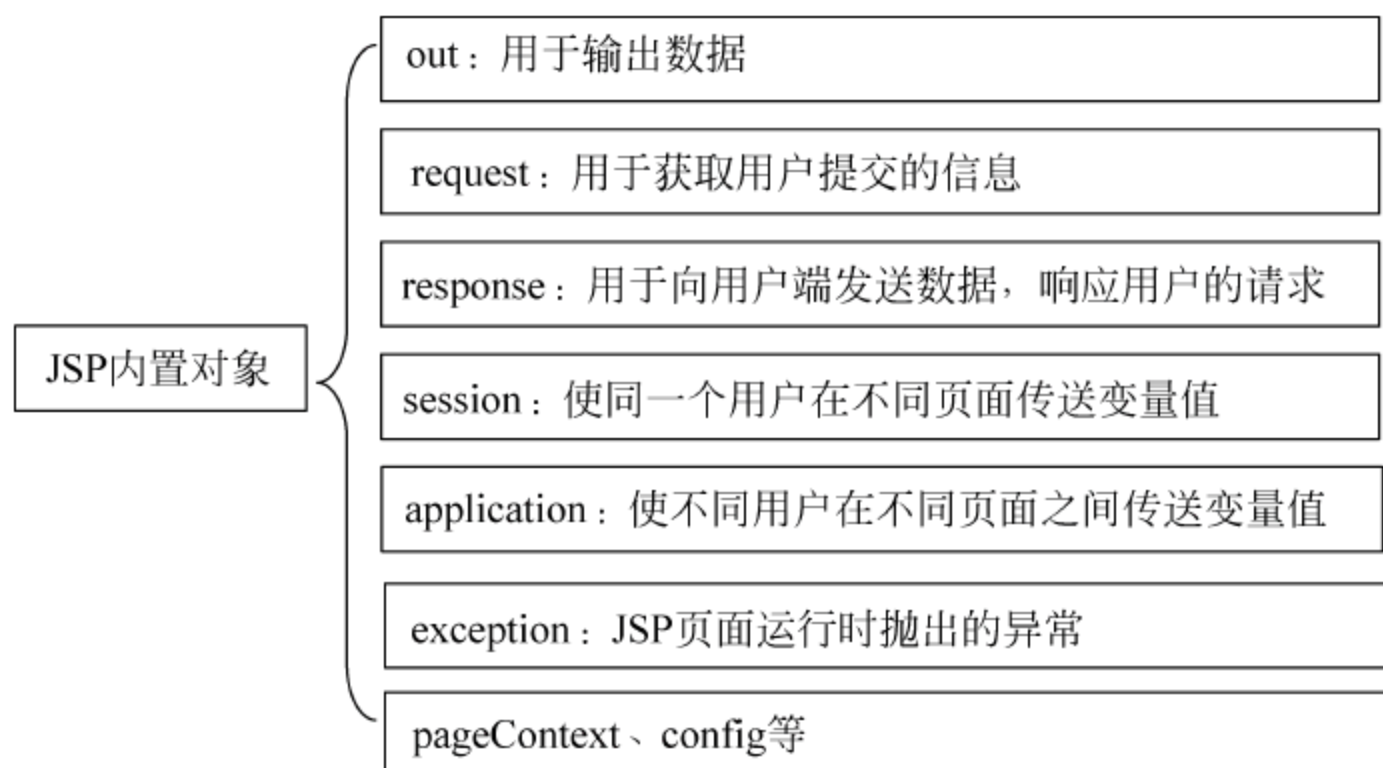 out：用于输出数据
request：用于获取用户提交的信息
response：用于向用户端发送数据，响应用户的请求
JSP内置对象
session：使同一个用户在不同页面传送变量值
application：使不同用户在不同页面之间传送变量值
exception：JSP页面运行时抛出的异常
pageContext、config等